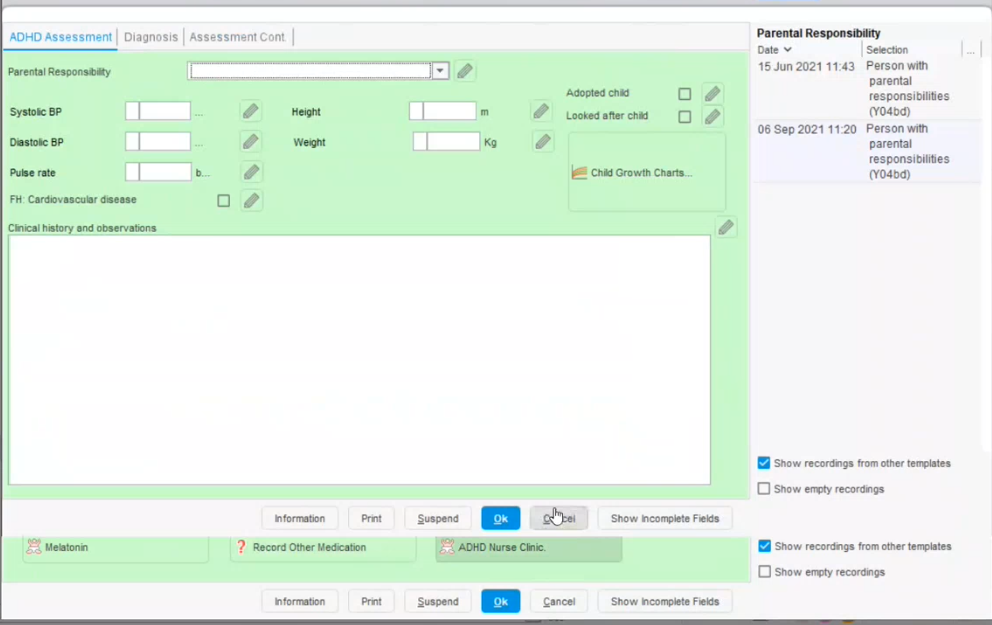 ADHD Assessment Diagnosis Assessment Cont
Parental Responsibility
Systolic BP ... Height m
Diastolic BP ... Weight Kg
Pulse rate b...
FH: Cardiovascular disease
Adopted child
Looked after child
Child Growth Charts...
Clinical history and observations
Information Print Suspend Ok Cancel Show Incomplete Fields
Parental Responsibility
Date Selection ...
15 Jun 2021 11:43 Person with
parental
responsibilities
(Y04bd)
06 Sep 2021 11:20 Person with
parental
responsibilities
(Y04bd)
Show recordings from other templates
Show empty recordings
Melatonin Record Other Medication ADHD Nurse Clinic.
Show recordings from other templates
Show empty recordings
Information Print Suspend Ok Cancel Show Incomplete Fields